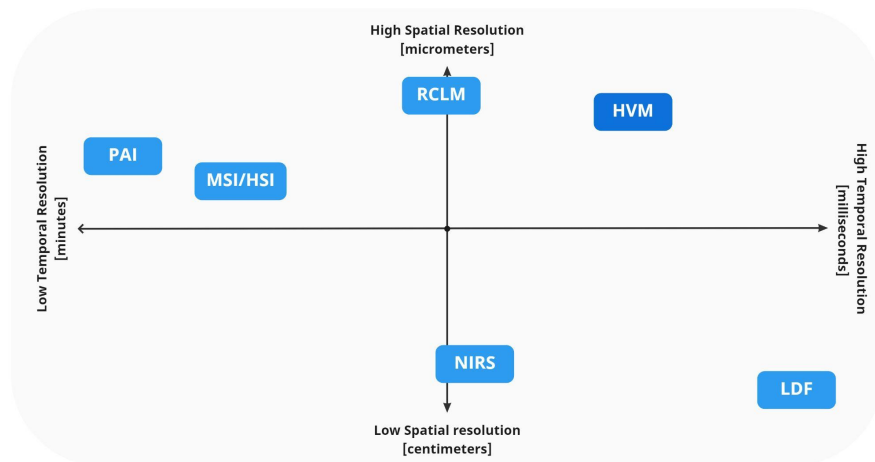 High Spatial Resolution
[micrometers]
RCLM
HVM
PAI
MSI/HSI
Low Temporal Resolution
[minutes]
High Temporal Resolution
[milliseconds]
NIRS
LDF
Low Spatial resolution
[centimeters]